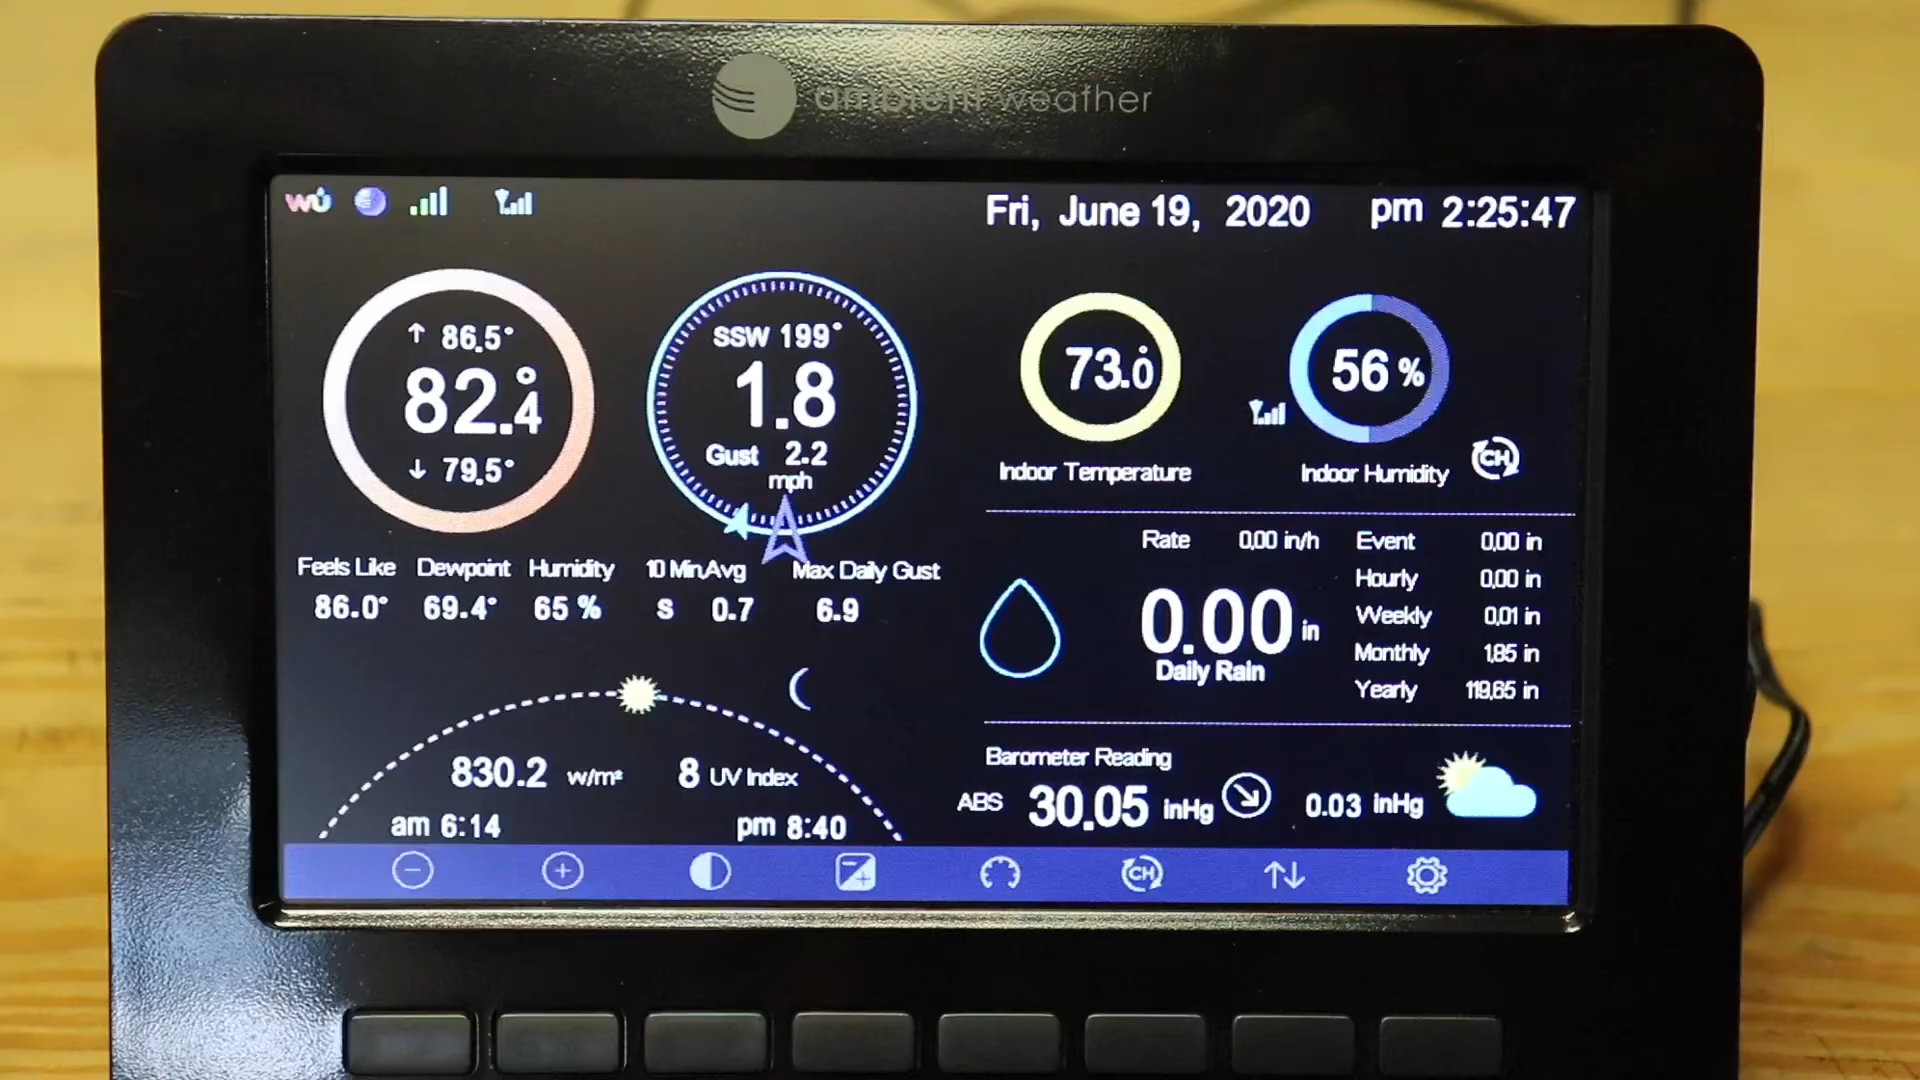 ambient weather
wu
Fri, June 19, 2020 pm 2:25:47
↑ 86.5°
82.4°
↓ 79.5°
Feels Like Dewpoint Humidity
86.0° 69.4° 65 %
SSW 199°
1.8
Gust 2.2
mph
10 Min.Avg Max Daily Gust
S 0.7 6.9
73.0°
Indoor Temperature
56 %
Indoor Humidity
CH
Rate 0.00 in/h
0.00 in
Daily Rain
Event 0.00 in
Hourly 0.00 in
Weekly 0.01 in
Monthly 1.85 in
Yearly 119.65 in
830.2 w/m²
8 UV Index
am 6:14
pm 8:40
Barometer Reading
ABS 30.05 inHg 0.03 inHg
CH